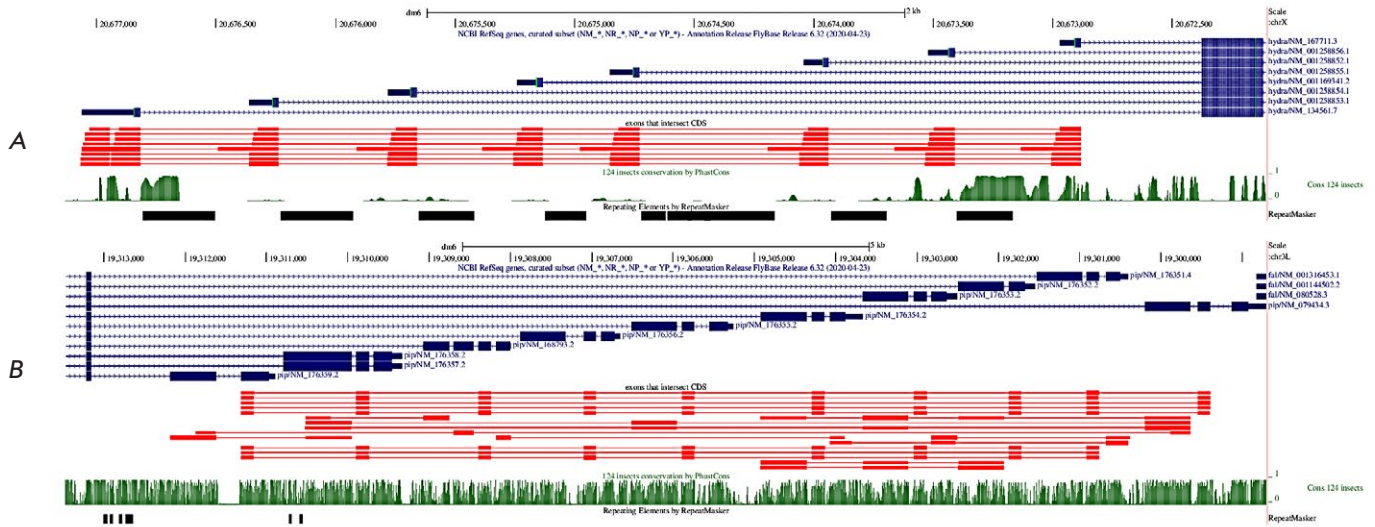 dm6 2 kb Scale
20,677,000 20,676,500 20,676,000 20,675,500 20,675,000 20,674,500 20,674,000 20,673,500 20,673,000 20,672,500 :chrX
NCBI RefSeq genes, curated subset (NM_*, NR_*, NP_* or YP_*) - Annotation Release FlyBase Release 6.32 (2020-04-23)
hydra/NM_167711.3
hydra/NM_001258856.1
hydra/NM_001258852.1
hydra/NM_001258855.1
hydra/NM_001169341.2
hydra/NM_001258854.1
hydra/NM_001258853.1
hydra/NM_134561.7
exons that intersect CDS
A
124 insects conservation by PhastCons
1
Cons 124 insects
0
Repeating Elements by RepeatMasker
RepeatMasker
dm6 5 kb Scale
19,313,000 19,312,000 19,311,000 19,310,000 19,309,000 19,308,000 19,307,000 19,306,000 19,305,000 19,304,000 19,303,000 19,302,000 19,301,000 19,300,000 :chr3L
NCBI RefSeq genes, curated subset (NM_*, NR_*, NP_* or YP_*) - Annotation Release FlyBase Release 6.32 (2020-04-23)
pip/NM_176351.4 fal/NM_001316453.1
pip/NM_176352.2 fal/NM_001144502.2
pip/NM_176353.2 fal/NM_080528.3
pip/NM_079434.3
pip/NM_176354.2
pip/NM_176355.2
pip/NM_176356.2
pip/NM_168793.2
pip/NM_176358.2
pip/NM_176357.2
pip/NM_176359.2
B
exons that intersect CDS
124 insects conservation by PhastCons
1
Cons 124 insects
0
Repeating Elements by RepeatMasker
RepeatMasker